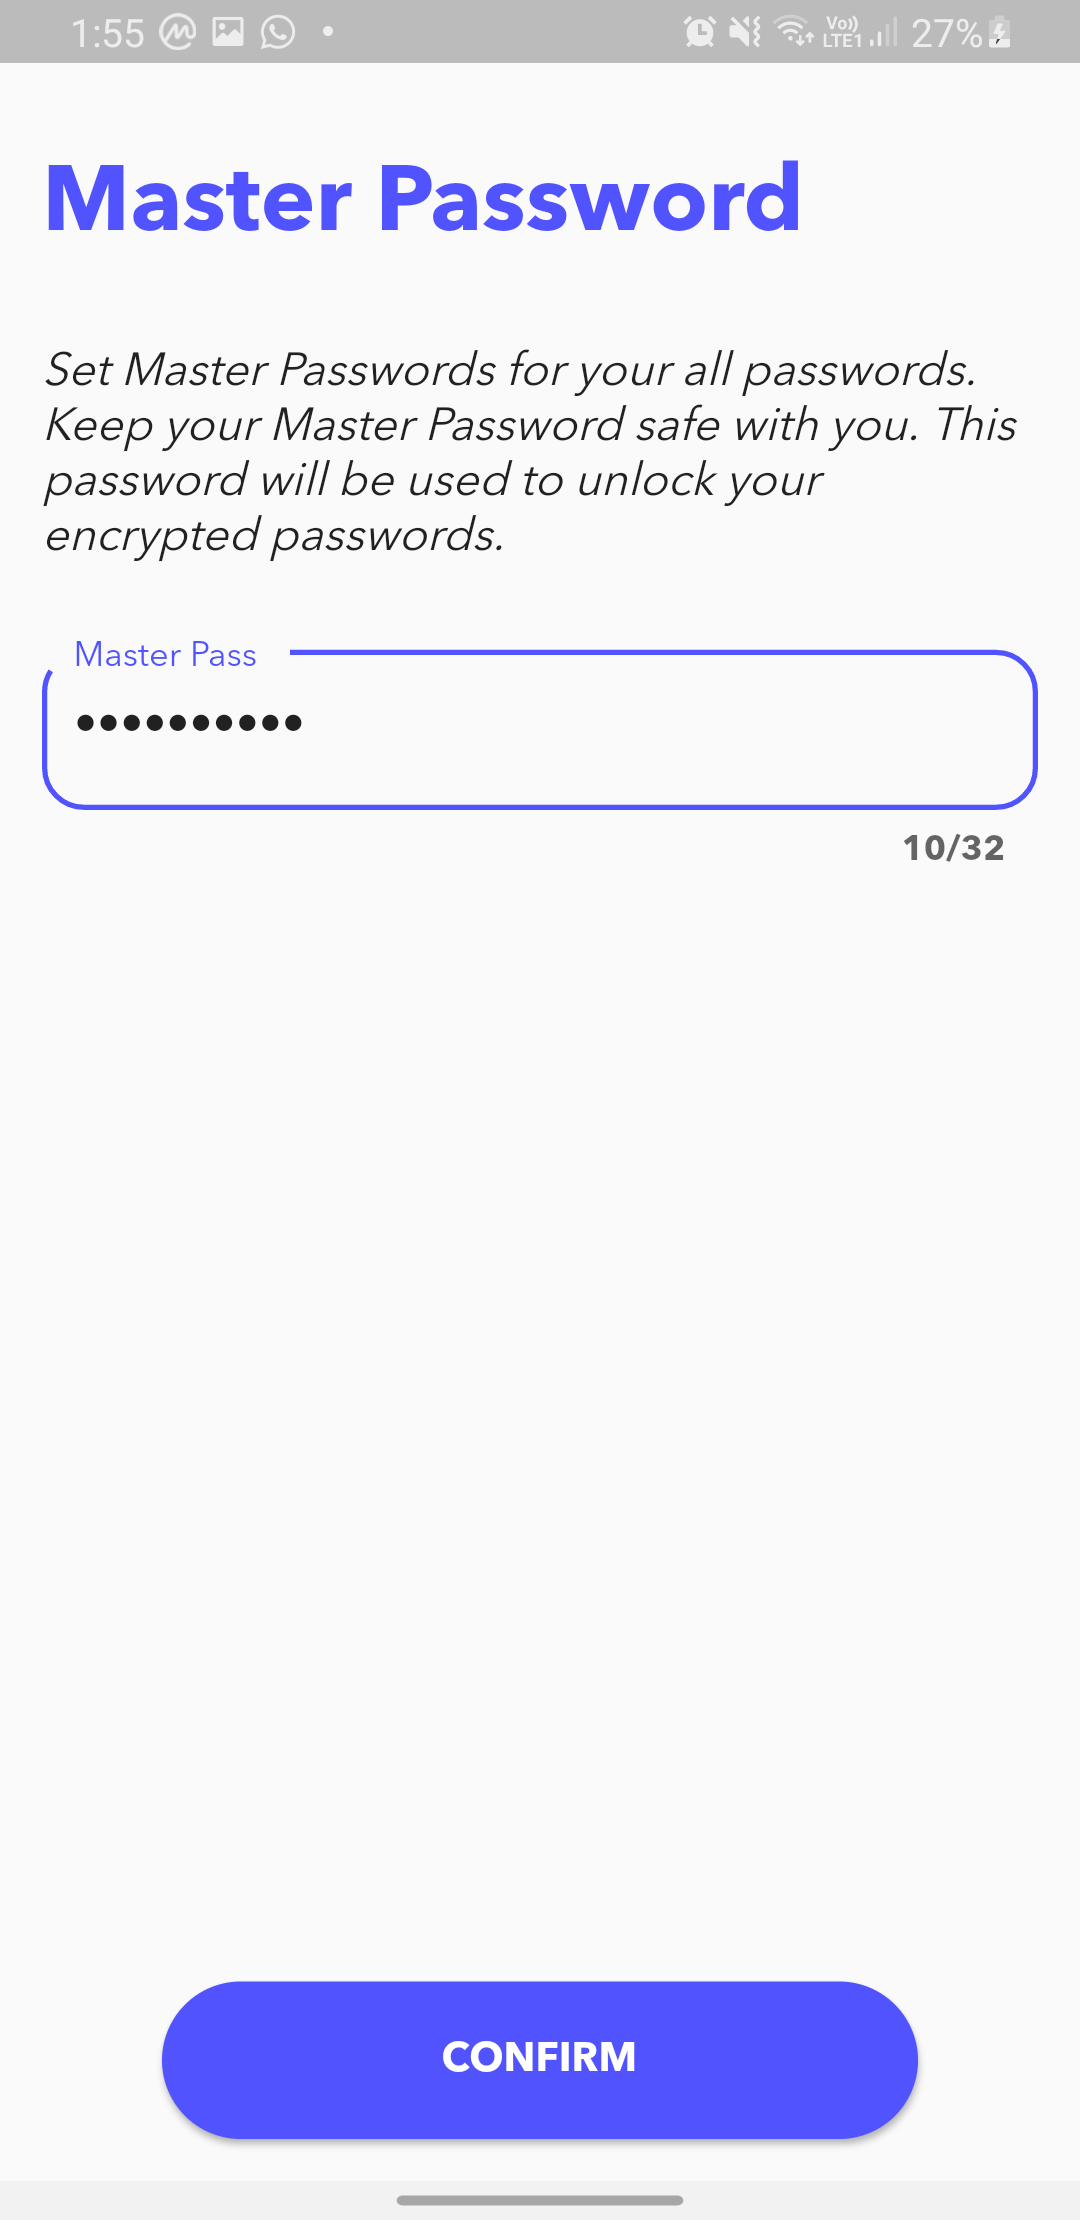 1:55
Vo)) LTE1 27%
Master Password
Set Master Passwords for your all passwords.
Keep your Master Password safe with you. This
password will be used to unlock your
encrypted passwords.
Master Pass
••••••••••
10/32
CONFIRM